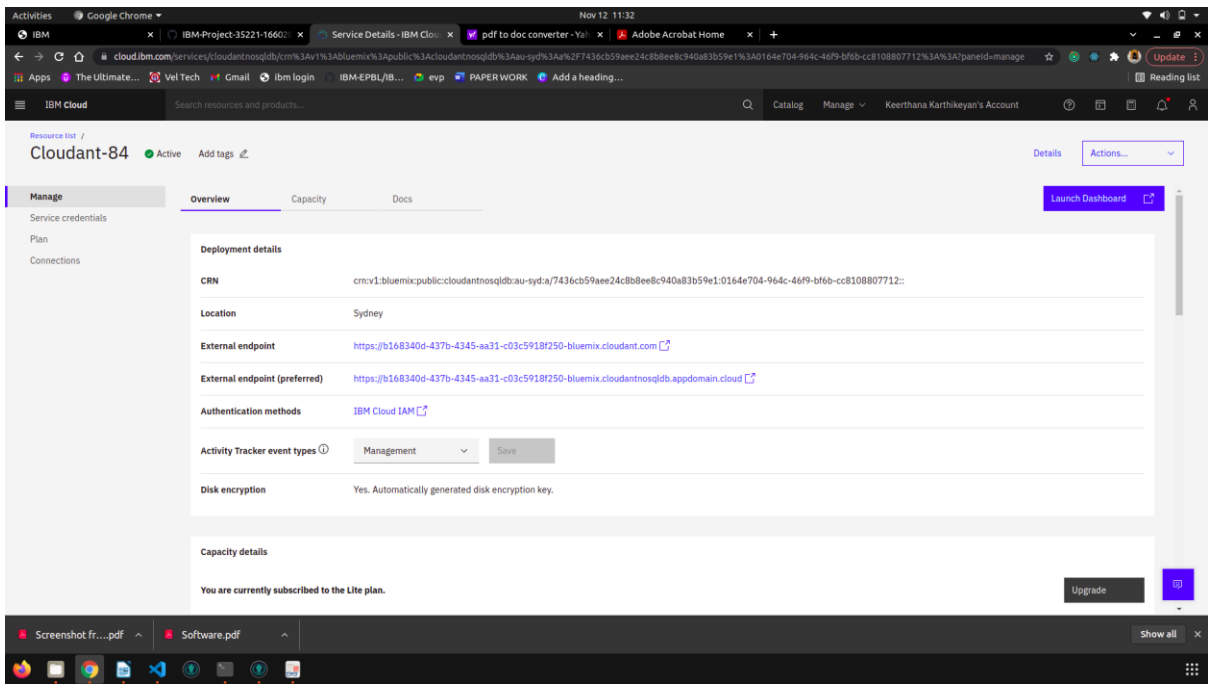 Activities Google Chrome Nov 12 11:32
IBM IBM-Project-35221-16602 Service Details - IBM Clou pdf to doc converter - Yah Adobe Acrobat Home
cloud.ibm.com/services/cloudantnosqldb/crn%3Av1%3Abluemix%3Apublic%3Acloudantnosqldb%3Aau-syd%3Aa%2F7436cb59aee24c8b8ee8c940a83b59e1%3A0164e704-964c-46f9-bf6b-cc8108807712%3A%3A?paneId=manage Update
Apps The Ultimate... Vel Tech Gmail ibm login IBM-EPBL/IB... evp PAPER WORK Add a heading... Reading list
IBM Cloud Search resources and products... Catalog Manage Keerthana Karthikeyan's Account
Resource list /
Cloudant-84 Active Add tags Details Actions...
Manage Overview Capacity Docs Launch Dashboard
Service credentials
Plan
Connections
Deployment details
CRN crn:v1:bluemix:public:cloudantnosqldb:au-syd:a/7436cb59aee24c8b8ee8c940a83b59e1:0164e704-964c-46f9-bf6b-cc8108807712::
Location Sydney
External endpoint https://b168340d-437b-4345-aa31-c03c5918f250-bluemix.cloudant.com
External endpoint (preferred) https://b168340d-437b-4345-aa31-c03c5918f250-bluemix.cloudantnosqldb.appdomain.cloud
Authentication methods IBM Cloud IAM
Activity Tracker event types Management Save
Disk encryption Yes. Automatically generated disk encryption key.
Capacity details
You are currently subscribed to the Lite plan. Upgrade
Screenshot fr....pdf Software.pdf Show all